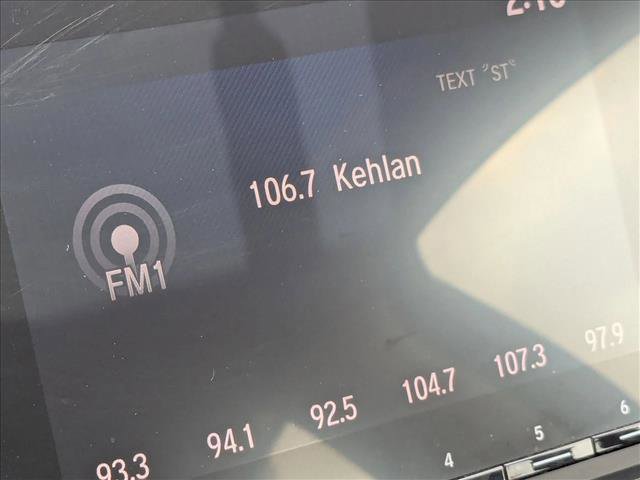 TEXT "ST"
106.7 Kehlan
FM1
93.3 94.1 92.5 104.7 107.3 97.9
4 5 6